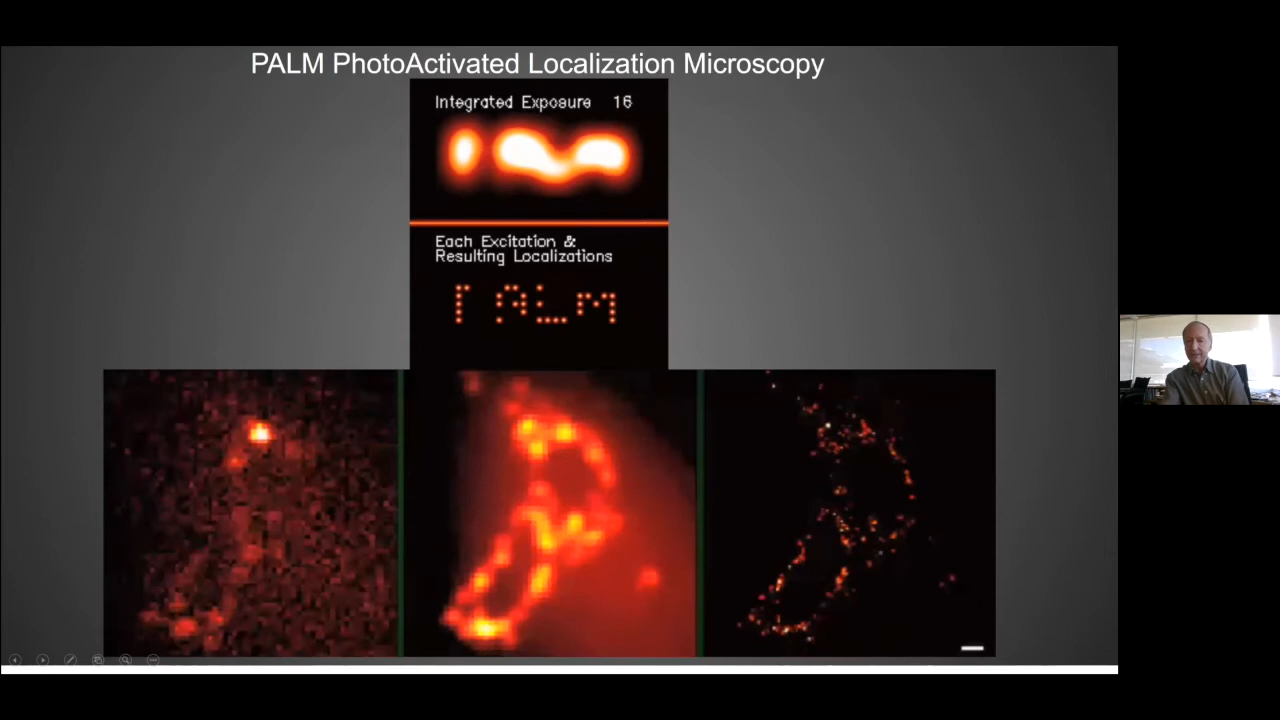 PALM PhotoActivated Localization Microscopy
Integrated Exposure 16
Each Excitation &
Resulting Localizations
PALM